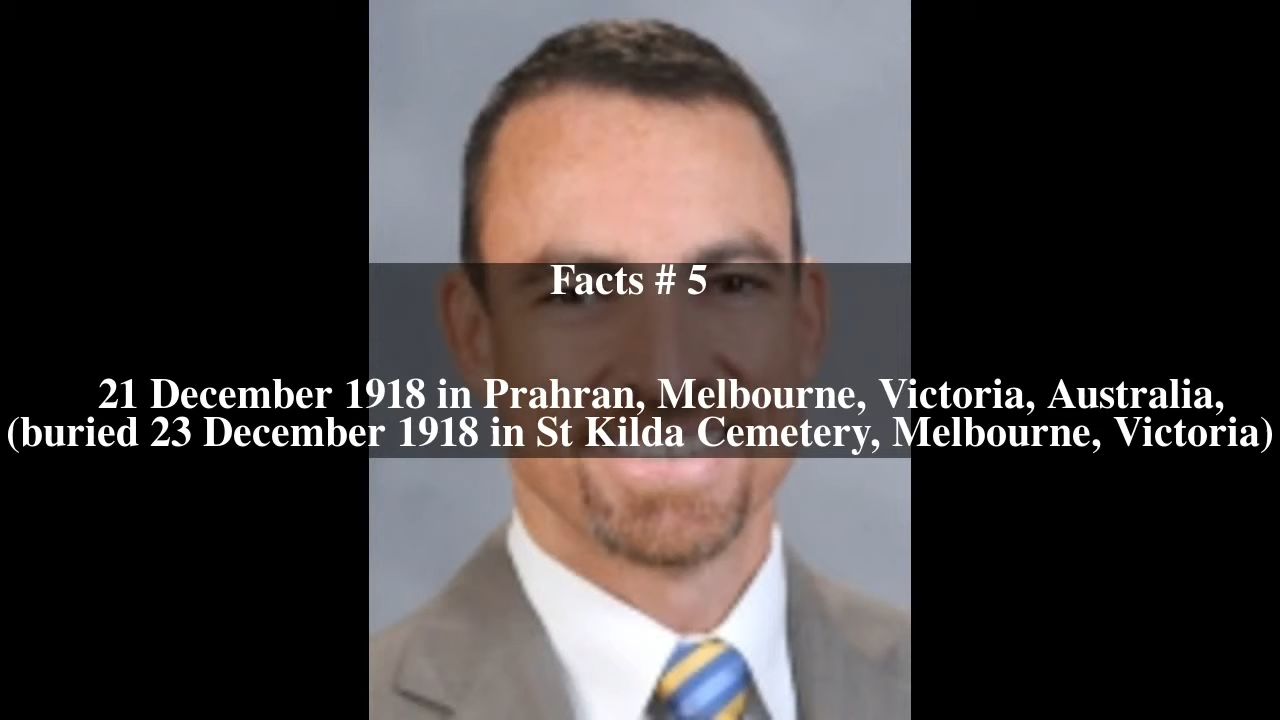 Facts # 5
21 December 1918 in Prahran, Melbourne, Victoria, Australia,
(buried 23 December 1918 in St Kilda Cemetery, Melbourne, Victoria)